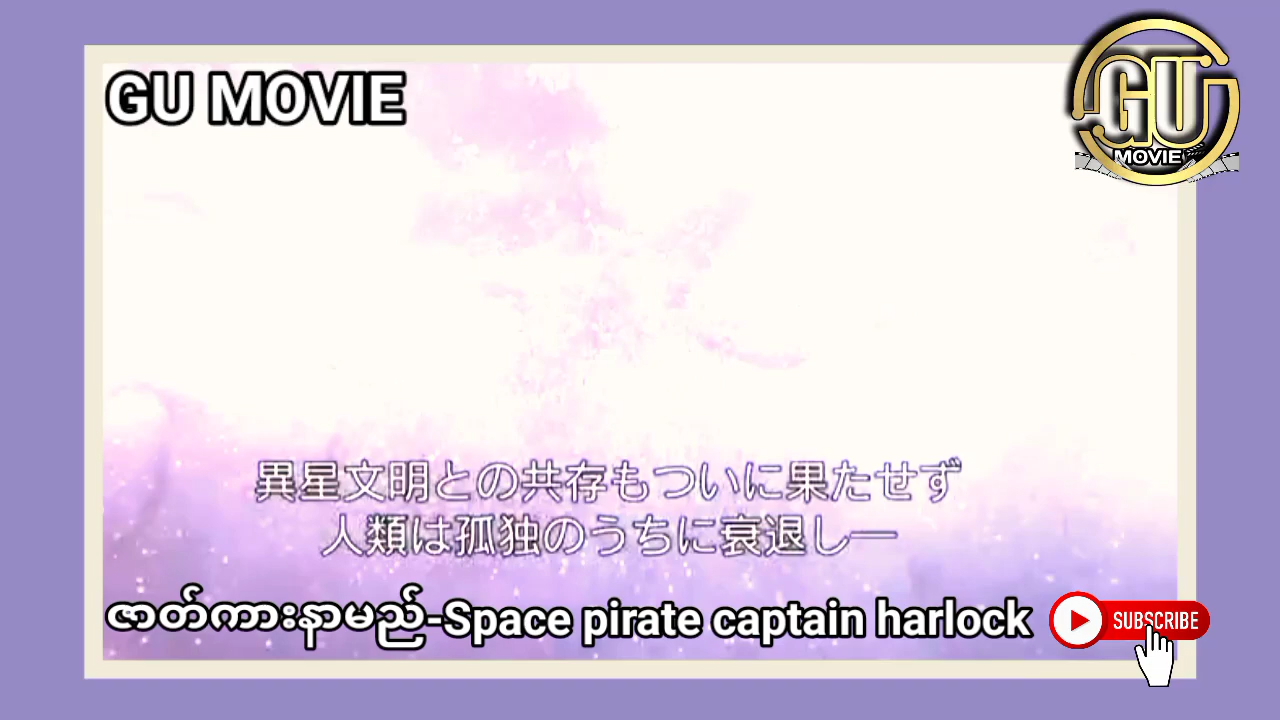 GU MOVIE
GU
MOVIE
異星文明との共存もついに果たせず
人類は孤独のうちに衰退し―
ဇာတ်ကားနာမည်-Space pirate captain harlock
SUBSCRIBE